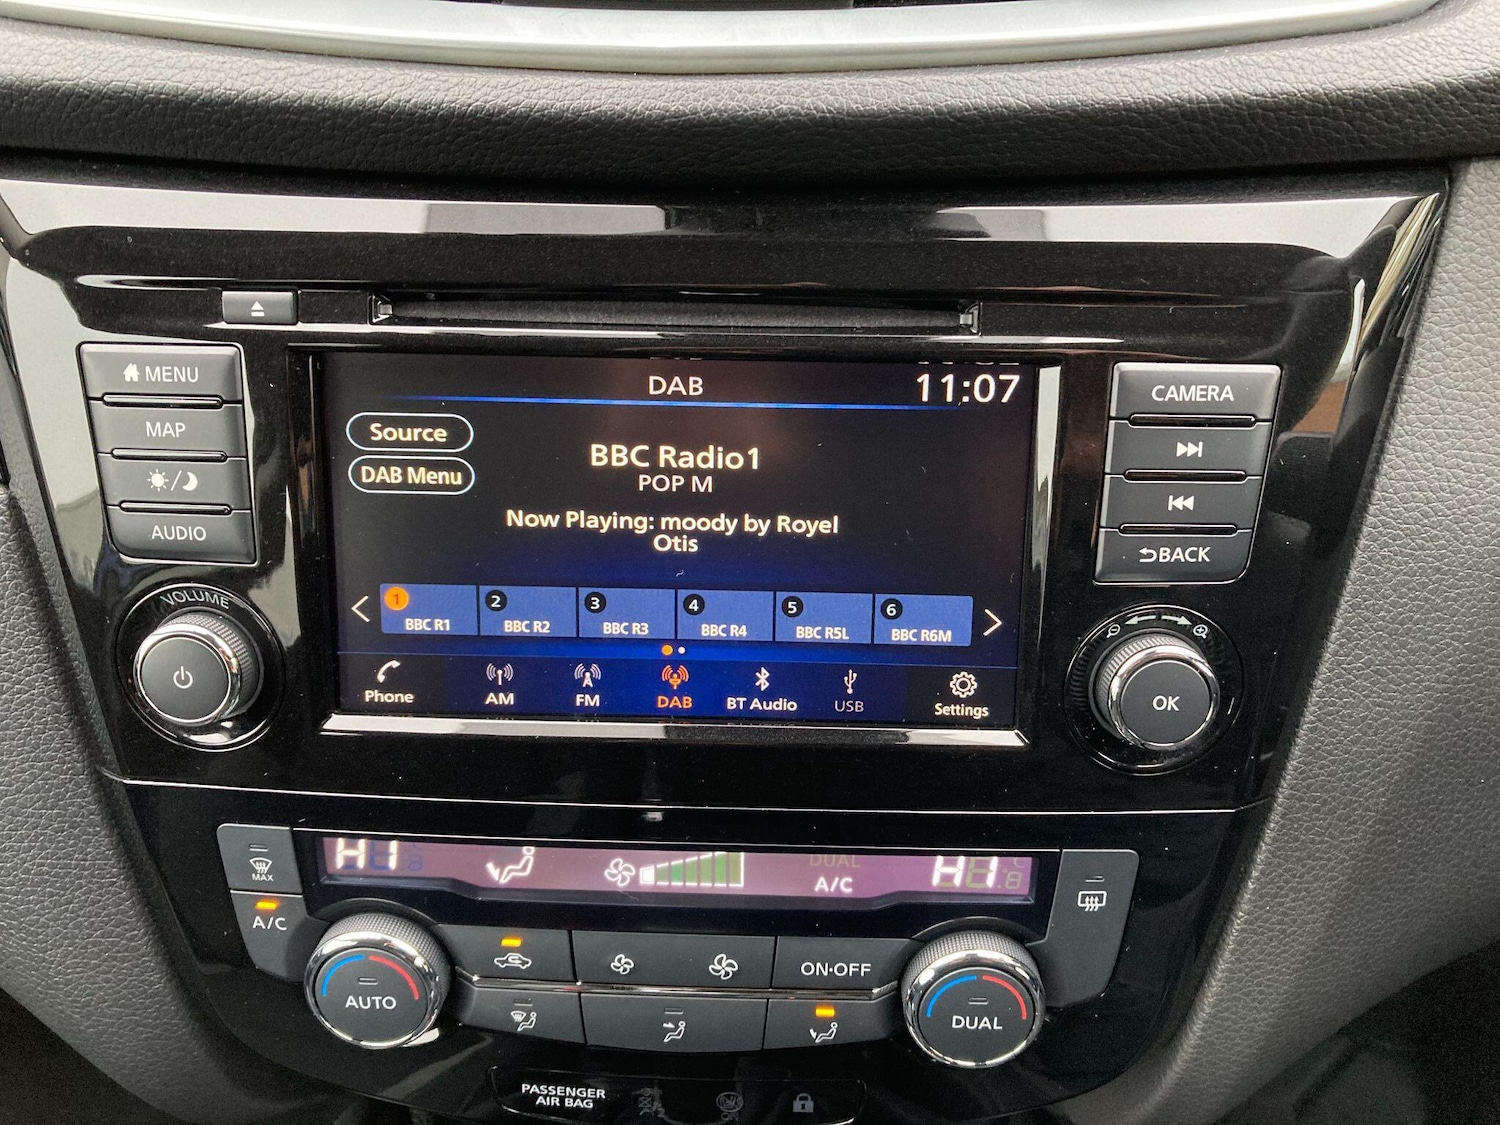 MENU
MAP
AUDIO
VOLUME
DAB
11:07
Source
DAB Menu
BBC Radio1
POP M
Now Playing: moody by Royel
Otis
1
BBC R1
2
BBC R2
3
BBC R3
4
BBC R4
5
BBC R5L
6
BBC R6M
Phone
AM
FM
DAB
BT Audio
USB
Settings
CAMERA
BACK
OK
MAX
A/C
HI
DUAL
A/C
HI
AUTO
ON·OFF
DUAL
PASSENGER
AIR BAG